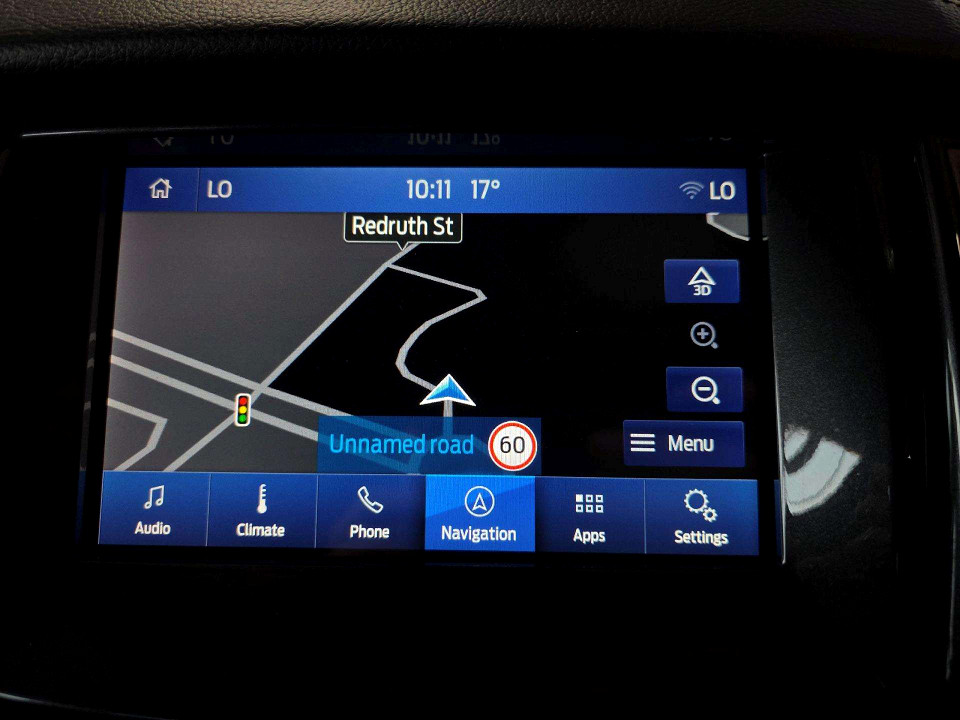 LO 10:11 17° LO
Redruth St
3D
Unnamed road 60
Menu
Audio Climate Phone Navigation Apps Settings